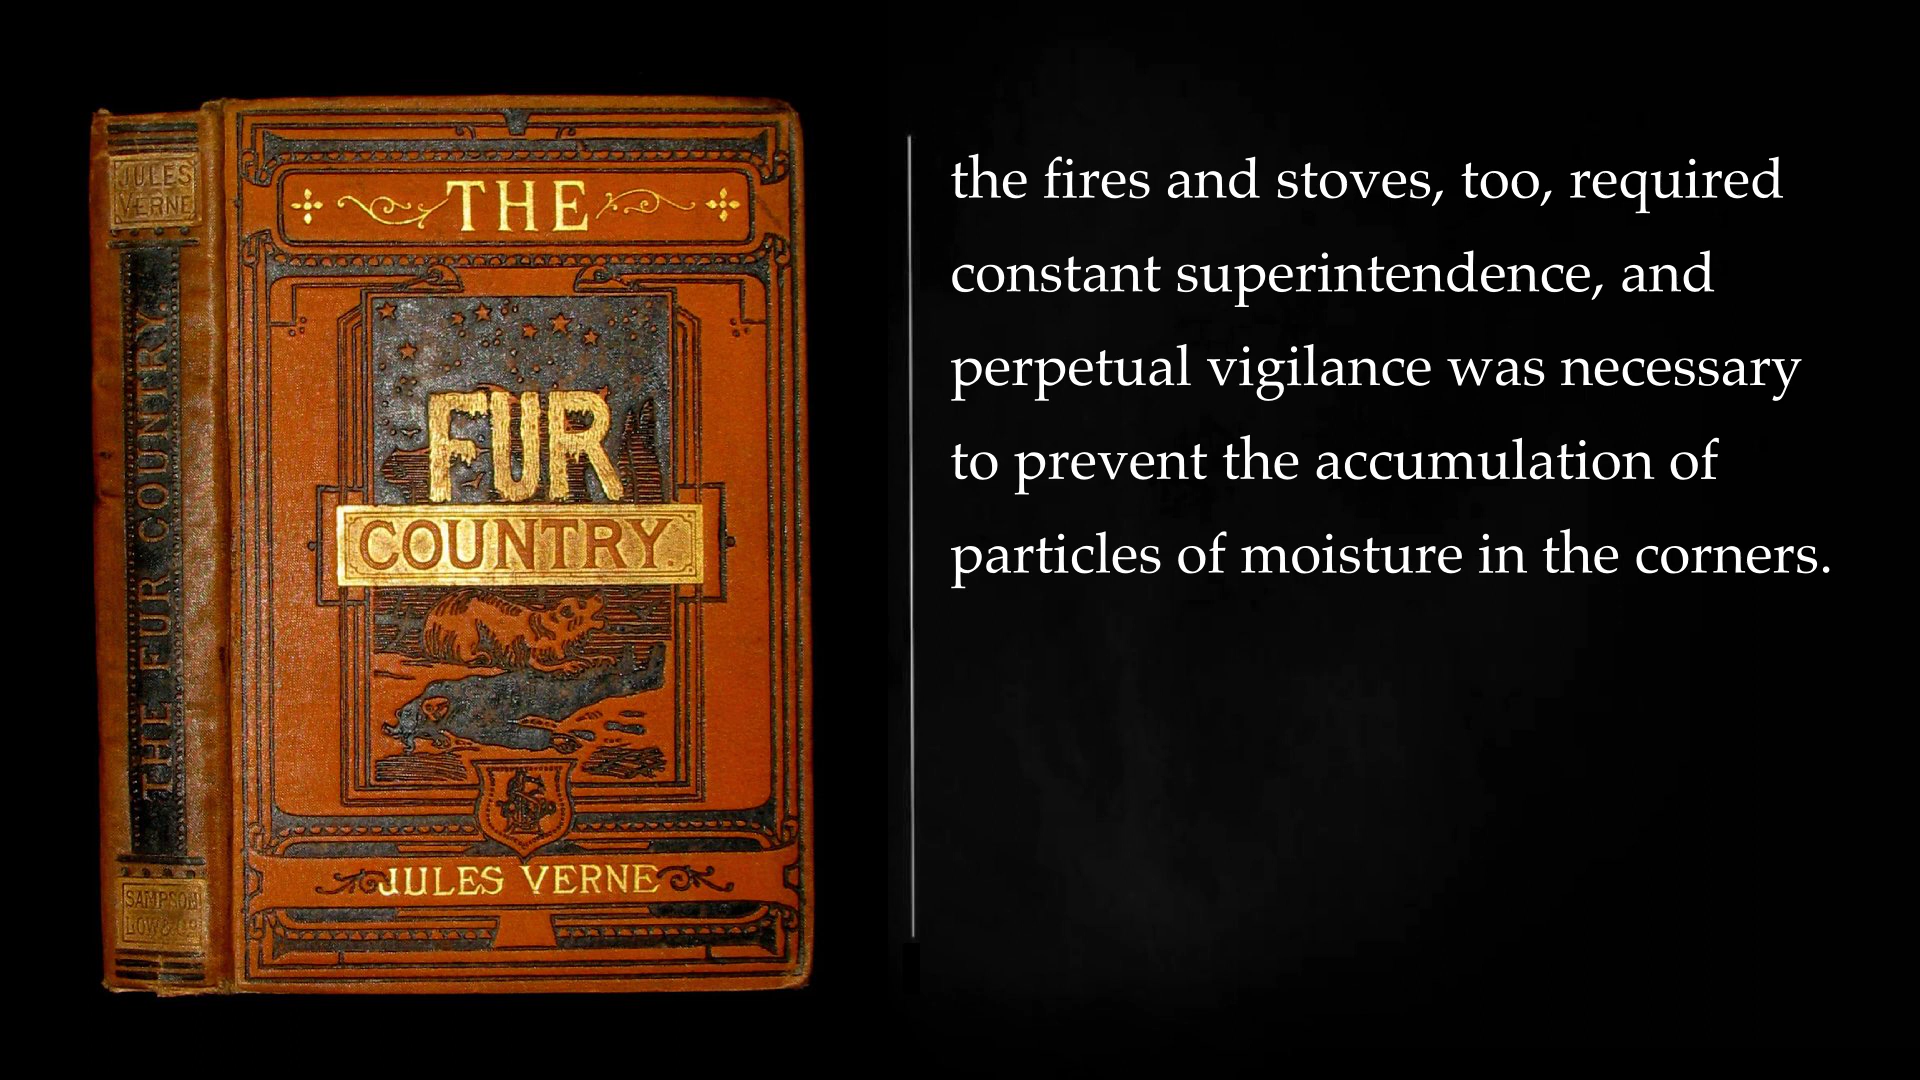 JULES
VERNE
THE FUR COUNTRY.
SAMPSON
LOW & Co
THE
FUR
COUNTRY.
JULES VERNE
the fires and stoves, too, required
constant superintendence, and
perpetual vigilance was necessary
to prevent the accumulation of
particles of moisture in the corners.